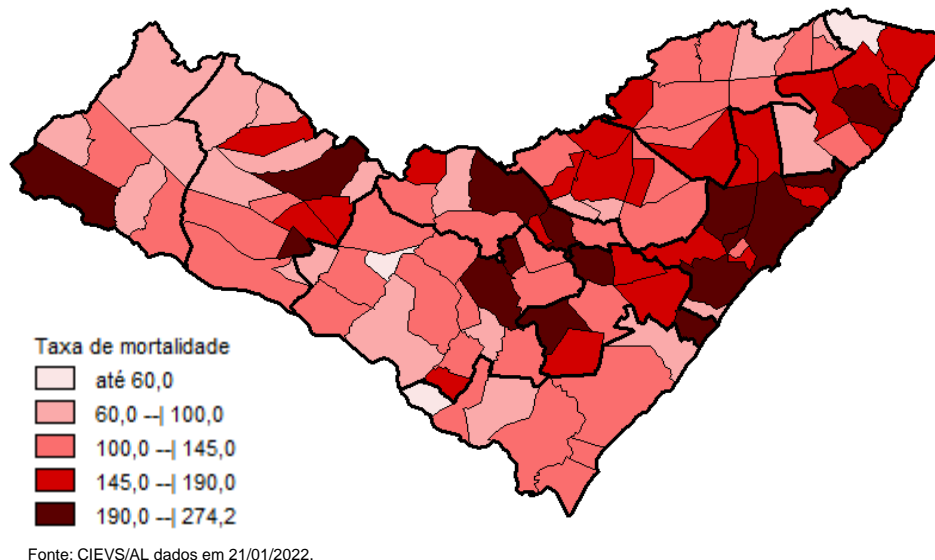 Taxa de mortalidade
até 60,0
60,0 --| 100,0
100,0 --| 145,0
145,0 --| 190,0
190,0 --| 274,2
Fonte: CIEVS/AL dados em 21/01/2022.